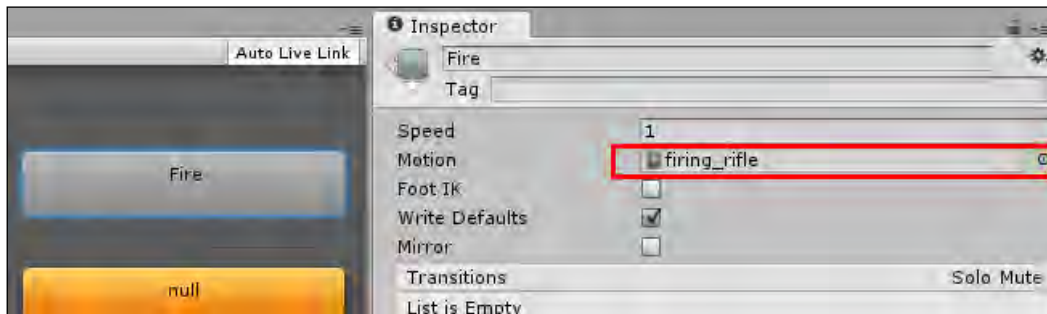 Auto Live Link
Fire
null
Inspector
Fire
Tag
Speed 1
Motion firing_rifle
Foot IK
Write Defaults
Mirror
Transitions Solo Mute
List is Empty